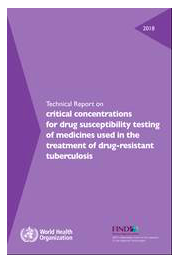 2018
Technical Report on
critical concentrations
for drug susceptibility testing
of medicines used in the
treatment of drug-resistant
tuberculosis
World Health
Organization
FIND